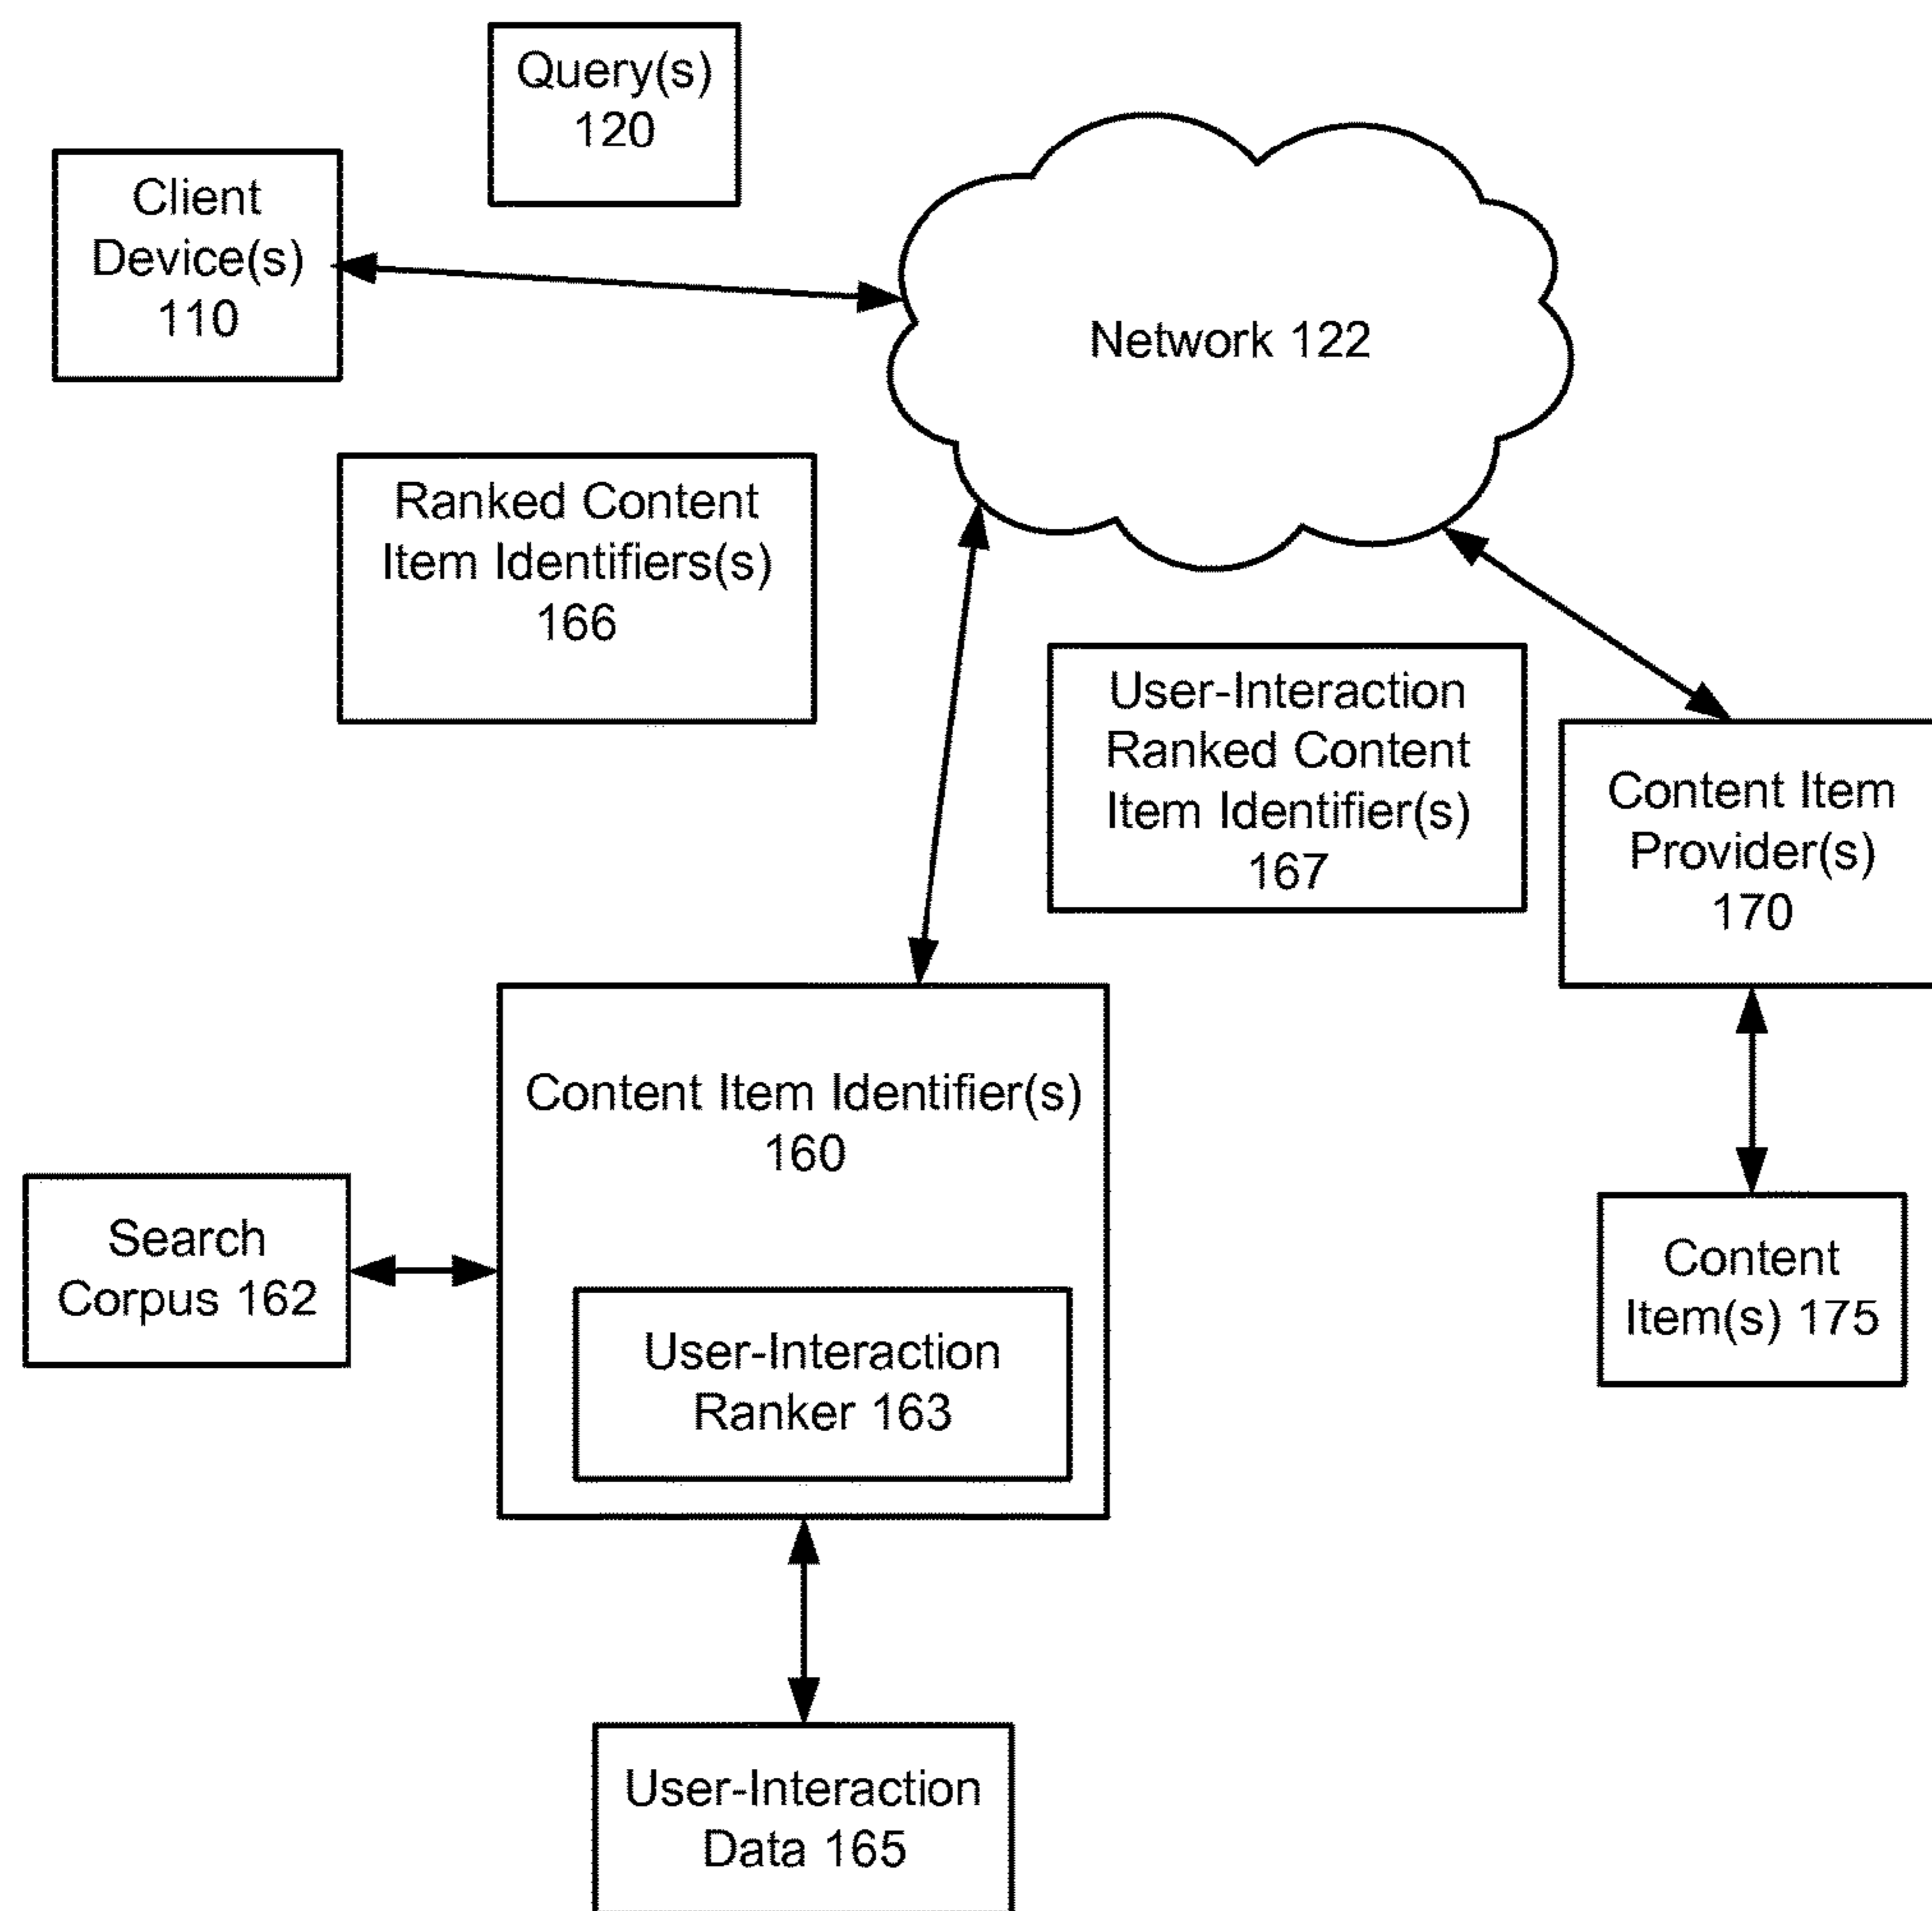 Query(s)
120
Client
Device(s)
110
Network 122
Ranked Content
Item Identifiers(s)
166
User-Interaction
Ranked Content
Item Identifier(s)
167
Content Item
Provider(s)
170
Content Item Identifier(s)
160
Search
Corpus 162
User-Interaction
Ranker 163
Content
Item(s) 175
User-Interaction
Data 165